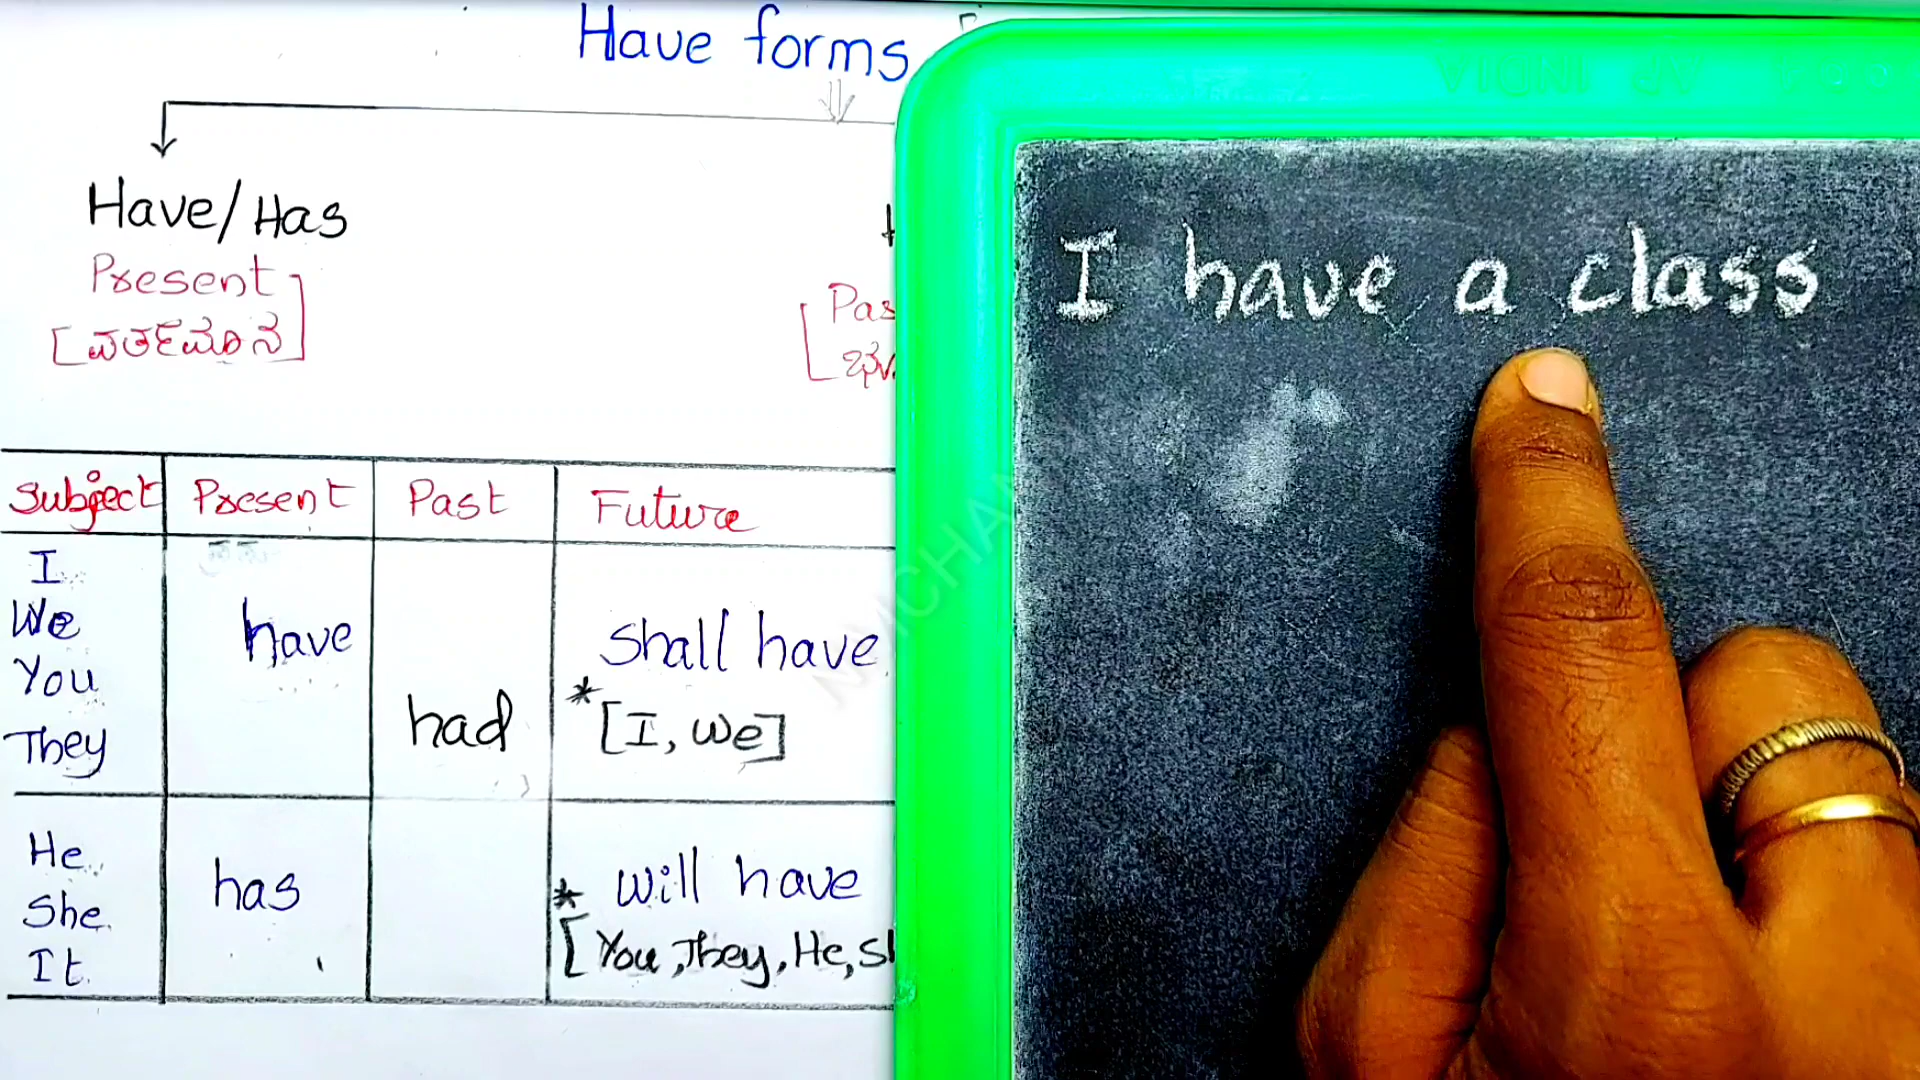 Have forms
Have/Has
Present
[ವರ್ತಮಾನ]
Subject Present Past Future
I
We
You
They
have
had
shall have
*[I, we]
He
She
It
has
* will have
[You, They, He,
I have a class